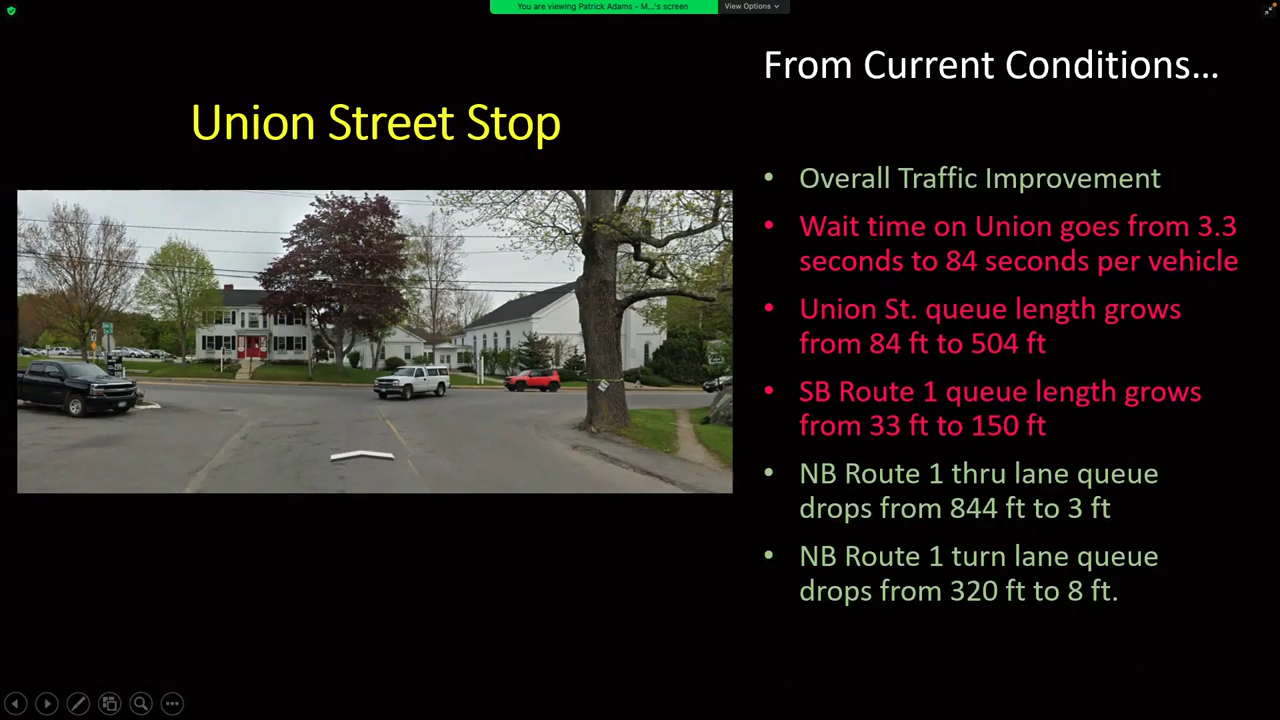 You are viewing Patrick Adams - M...'s screen
View Options
From Current Conditions...
Union Street Stop
• Overall Traffic Improvement
• Wait time on Union goes from 3.3
seconds to 84 seconds per vehicle
• Union St. queue length grows
from 84 ft to 504 ft
• SB Route 1 queue length grows
from 33 ft to 150 ft
• NB Route 1 thru lane queue
drops from 844 ft to 3 ft
• NB Route 1 turn lane queue
drops from 320 ft to 8 ft.